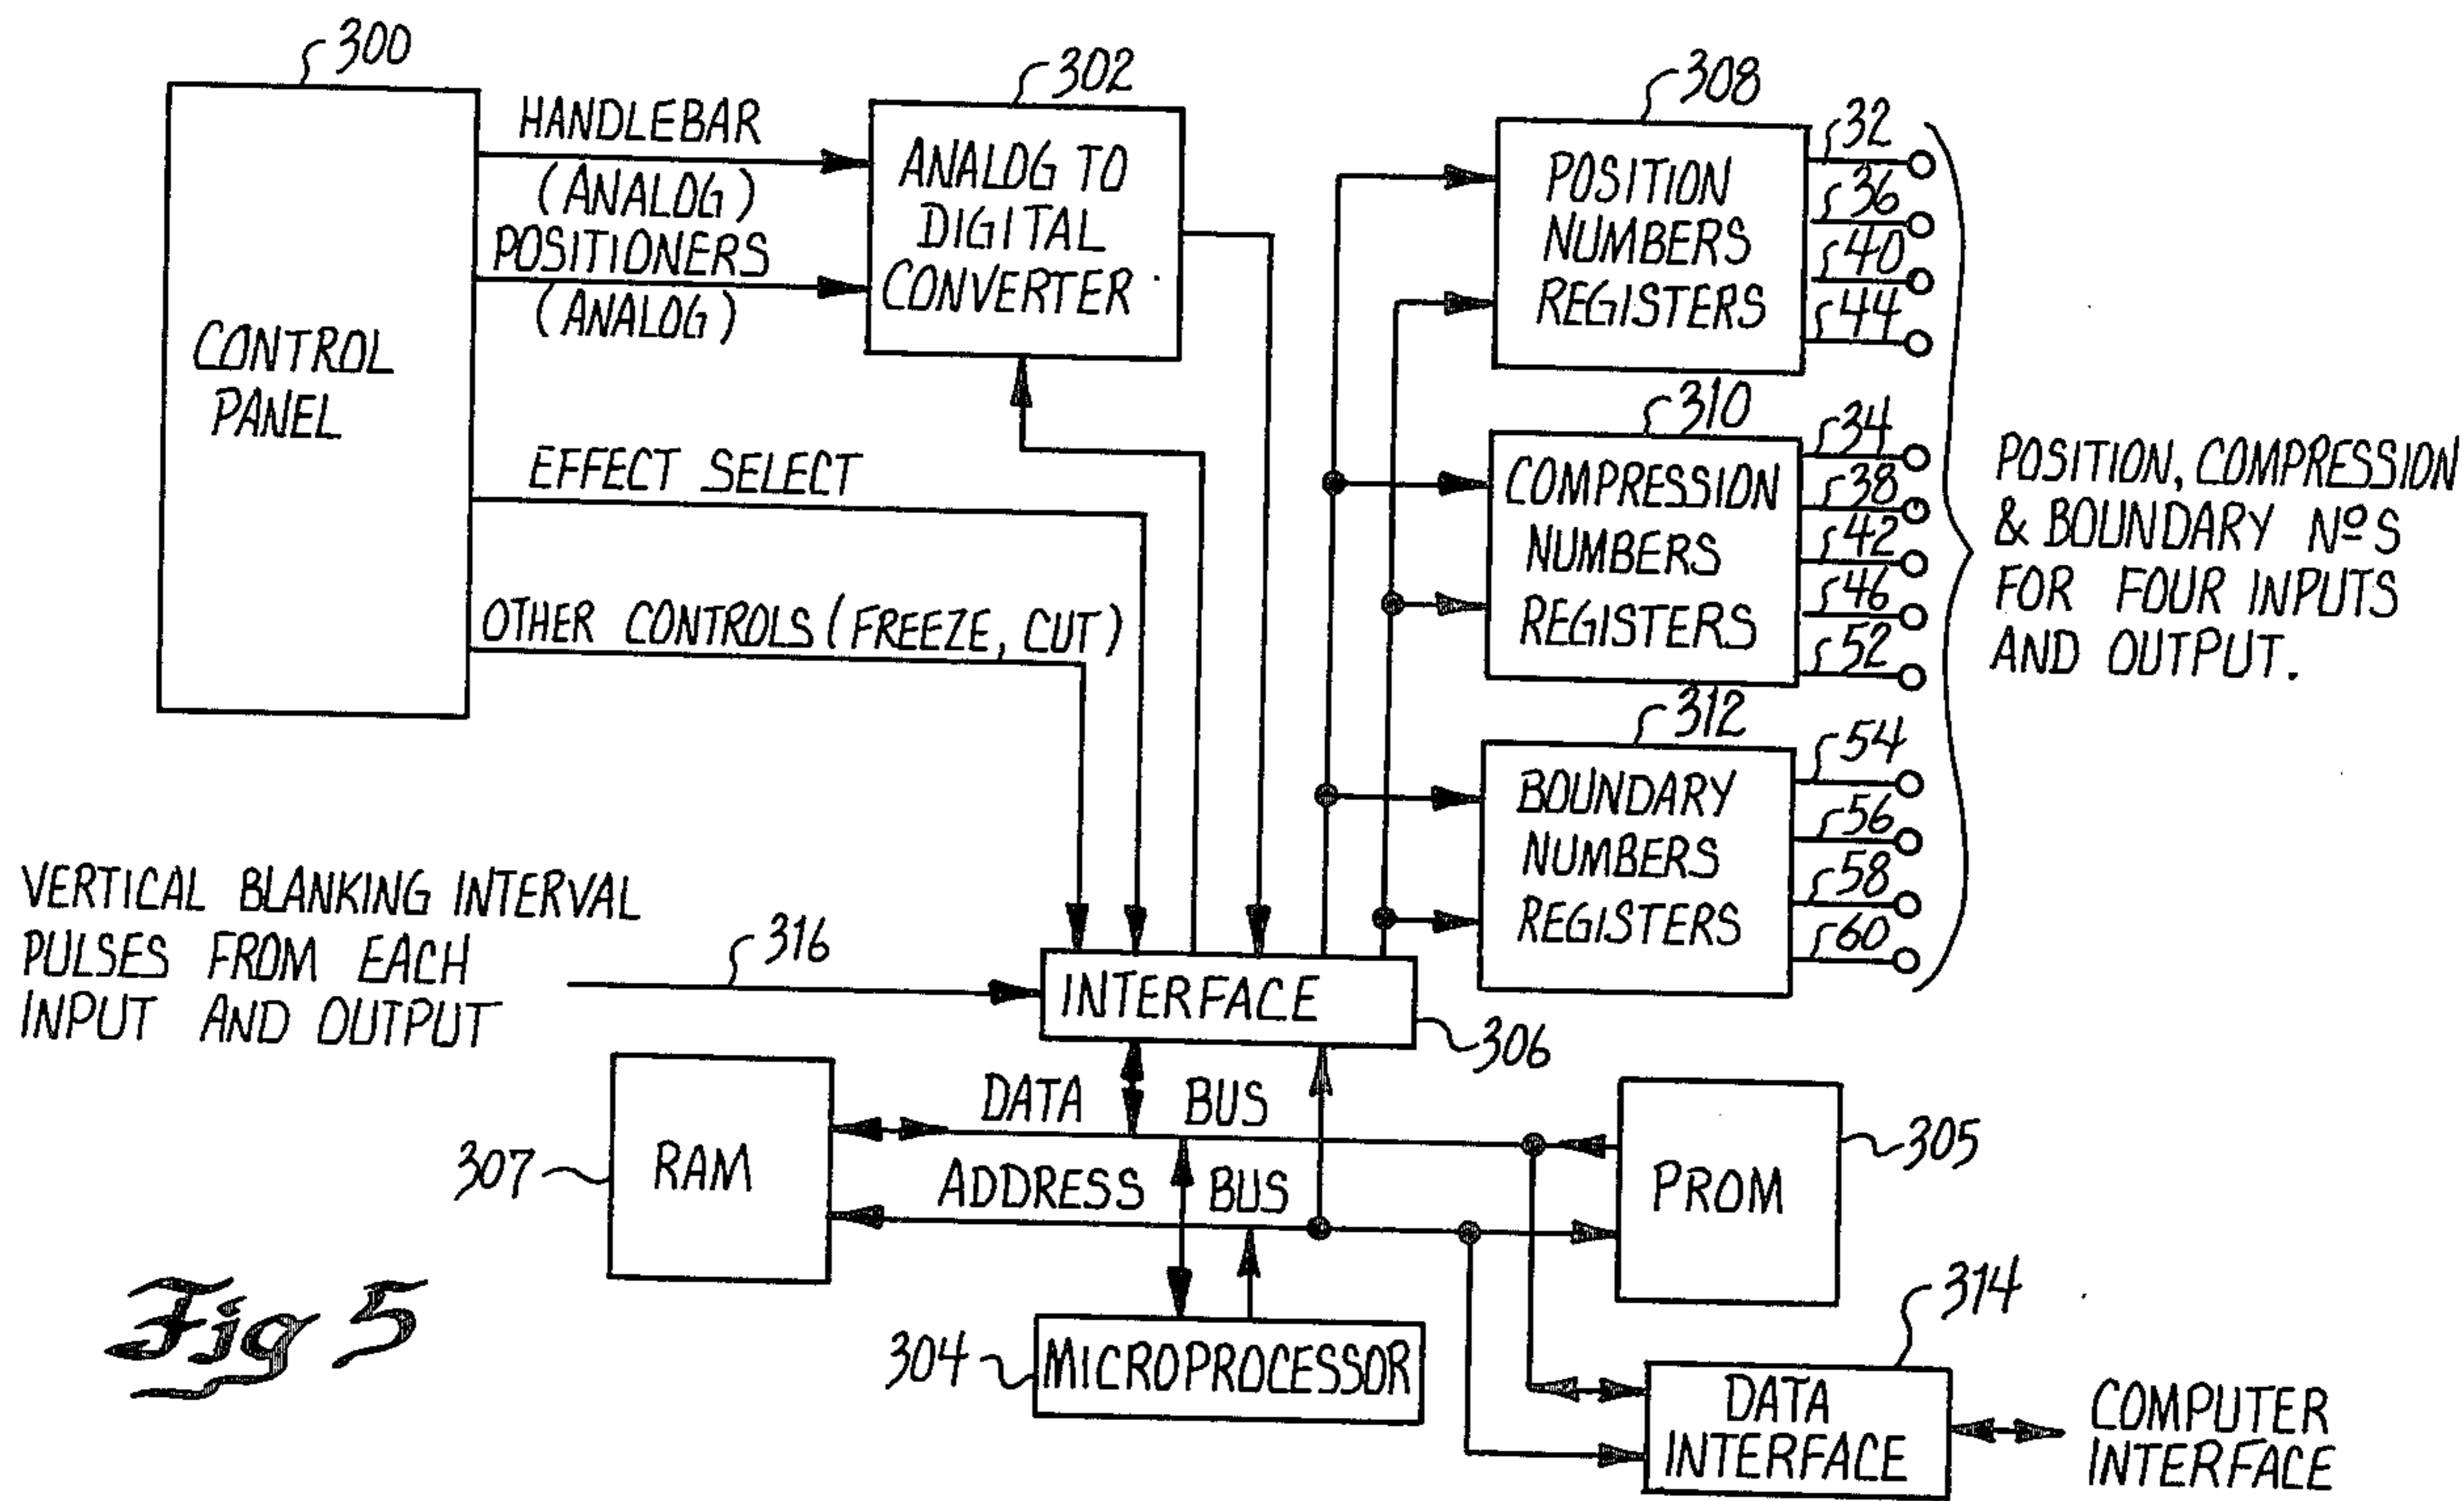 300
HANDLEBAR
(ANALOG)
POSITIONERS
(ANALOG)
302
ANALOG TO
DIGITAL
CONVERTER
CONTROL
PANEL
EFFECT SELECT
OTHER CONTROLS (FREEZE, CUT)
308
POSITION
NUMBERS
REGISTERS
32
36
40
44
310
COMPRESSION
NUMBERS
REGISTERS
34
38
42
46
52
312
BOUNDARY
NUMBERS
REGISTERS
54
56
58
60
POSITION, COMPRESSION
& BOUNDARY Nº S
FOR FOUR INPUTS
AND OUTPUT.
VERTICAL BLANKING INTERVAL
PULSES FROM EACH
INPUT AND OUTPUT
316
INTERFACE
306
DATA BUS
ADDRESS BUS
307
RAM
305
PROM
304
MICROPROCESSOR
314
DATA
INTERFACE
COMPUTER
INTERFACE
Fig 5